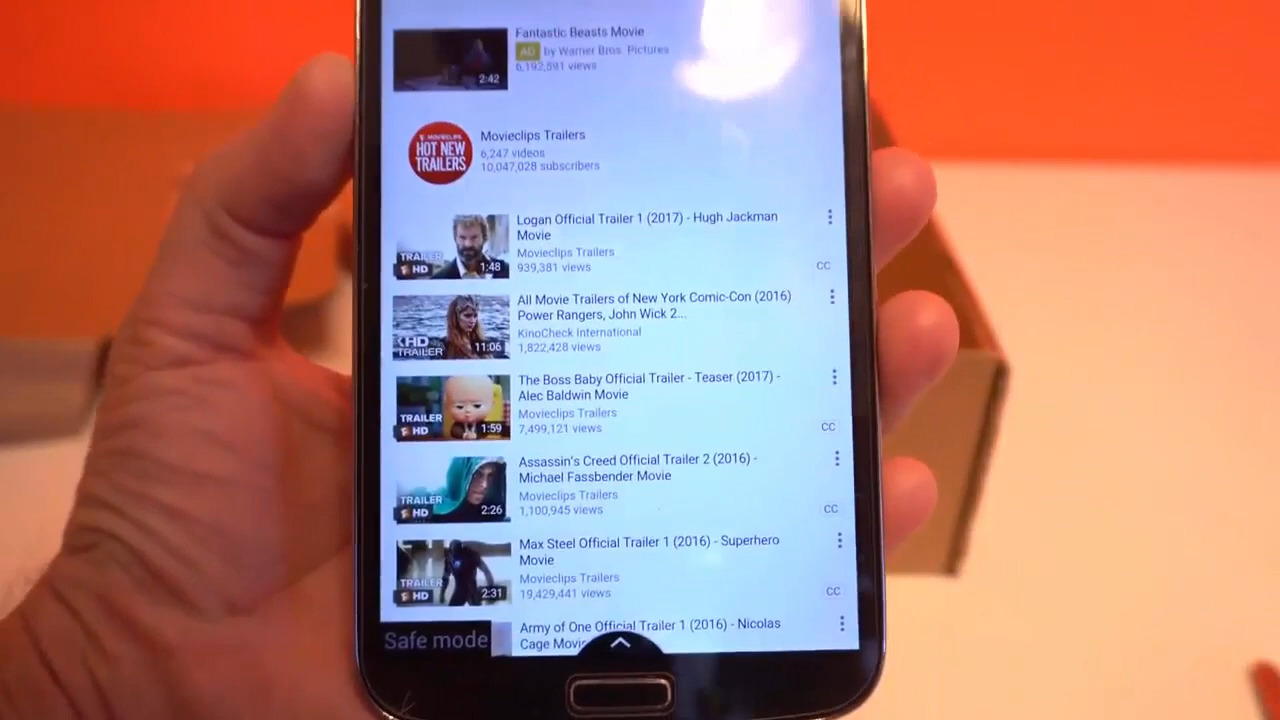 Fantastic Beasts Movie
AD by Warner Bros. Pictures
6,192,591 views
2:42
MOVIECLIPS
HOT NEW
TRAILERS
Movieclips Trailers
6,247 videos
10,047,028 subscribers
Logan Official Trailer 1 (2017) - Hugh Jackman
Movie
Movieclips Trailers
939,381 views
CC
TRAILER
HD
1:48
All Movie Trailers of New York Comic-Con (2016)
Power Rangers, John Wick 2...
KinoCheck International
1,822,428 views
HD
TRAILER
11:06
The Boss Baby Official Trailer - Teaser (2017) -
Alec Baldwin Movie
Movieclips Trailers
7,499,121 views
CC
TRAILER
HD
1:59
Assassin's Creed Official Trailer 2 (2016) -
Michael Fassbender Movie
Movieclips Trailers
1,100,945 views
CC
TRAILER
HD
2:26
Max Steel Official Trailer 1 (2016) - Superhero
Movie
Movieclips Trailers
19,429,441 views
CC
TRAILER
HD
2:31
Army of One Official Trailer 1 (2016) - Nicolas
Cage Movie
Safe mode